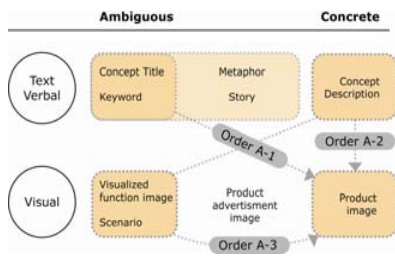 Ambiguous Concrete
Text
Verbal
Concept Title
Keyword
Metaphor
Story
Concept
Description
Order A-1
Order A-2
Visual
Visualized
function image
Scenario
Product
advertisment
image
Product
image
Order A-3